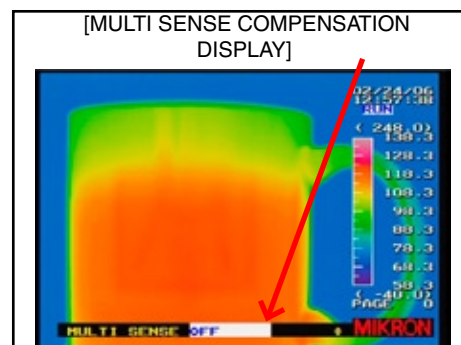 [MULTI SENSE COMPENSATION
DISPLAY]
02/24/06
12:57:38
RUN
( 248.0)
138.3
128.3
118.3
108.3
98.3
88.3
78.3
68.3
58.3
( -40.0)
PAGE 0
MULTI SENSE OFF 0
MIKRON